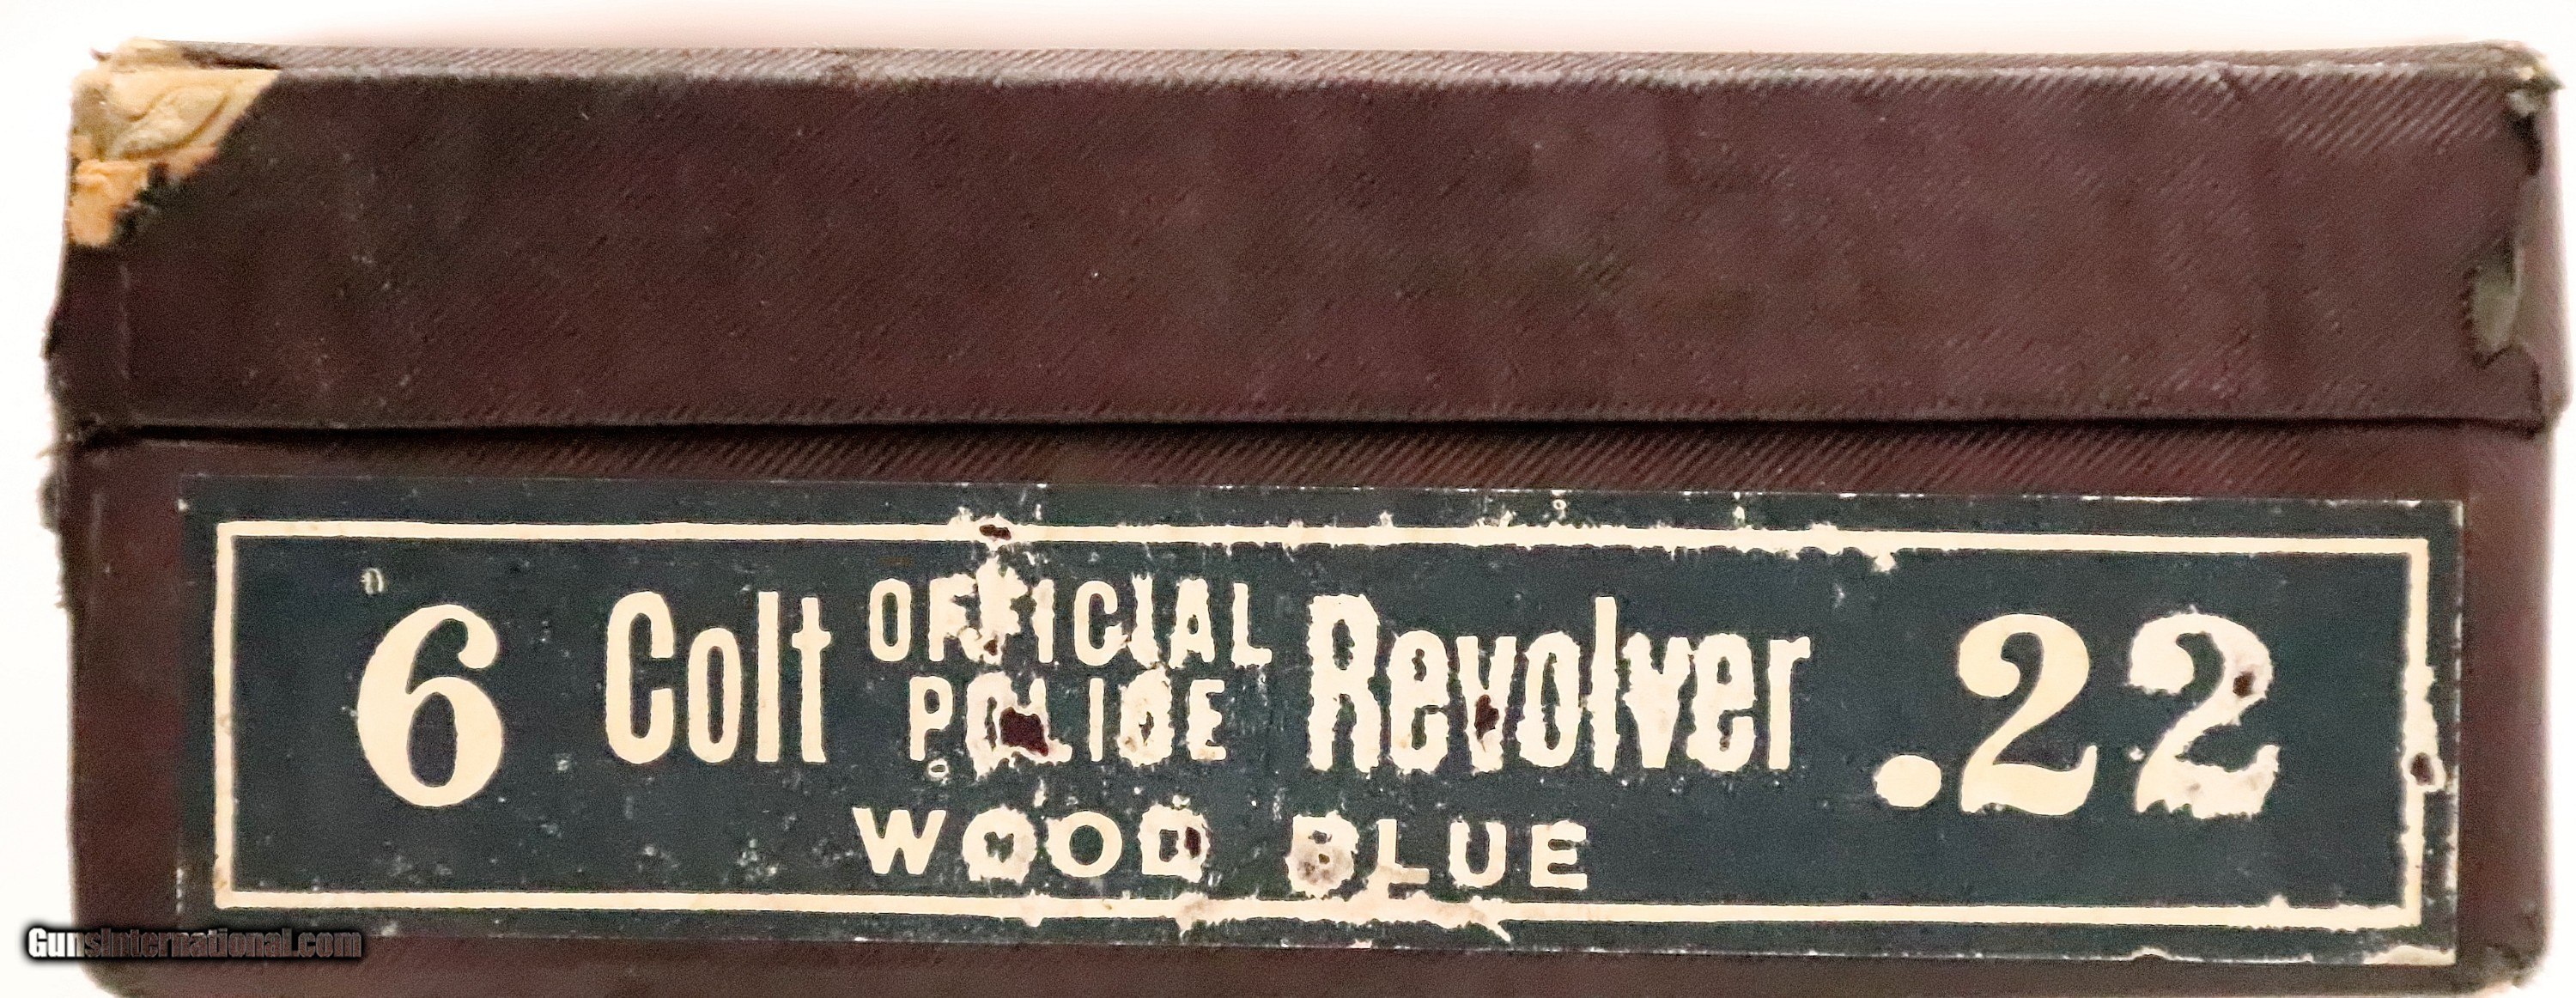 6 Colt OFFICIAL POLICE Revolver .22
WOOD BLUE
GunsInternational.com